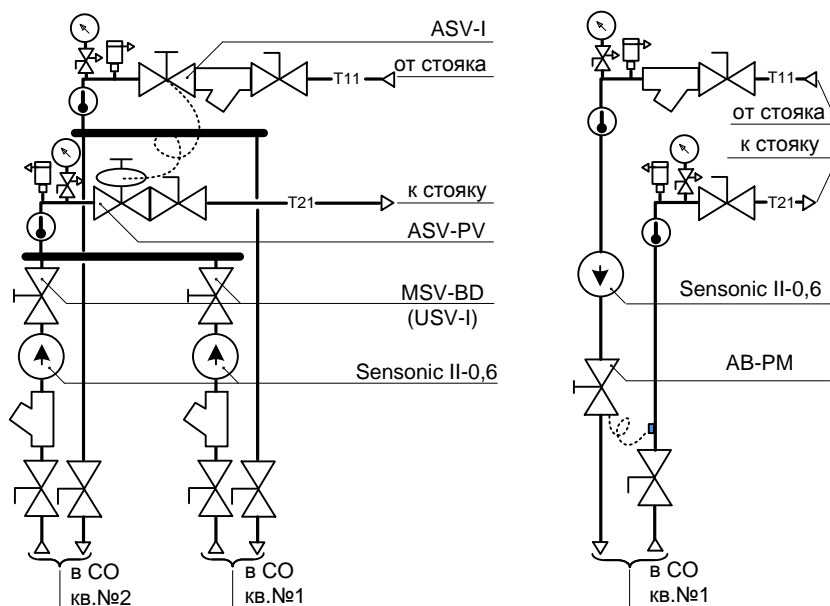 ASV-I
T11
от стояка
к стояку
T21
ASV-PV
MSV-BD
(USV-I)
Sensonic II-0,6
в СО
кв.№2
в СО
кв.№1
T11
от стояка
к стояку
T21
Sensonic II-0,6
AB-PM
в СО
кв.№1